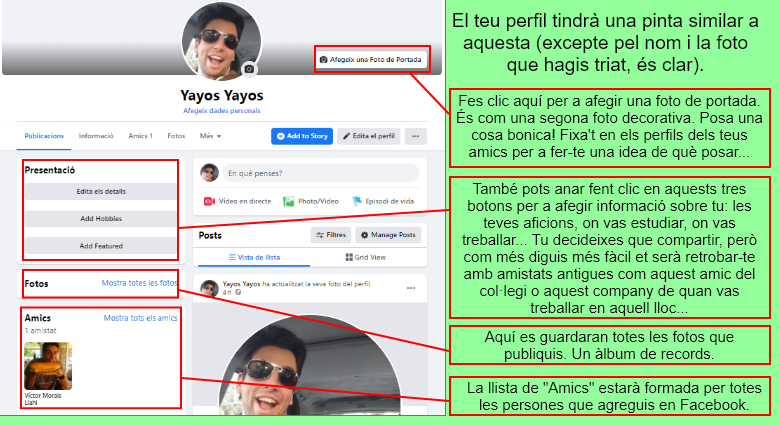 Afegeix una Foto de Portada
Yayos Yayos
Afegeix dades personals
Publicacions Informació Amics 1 Fotos Més
Add to Story
Edita el perfil
Presentació
Edita els detalls
Add Hobbies
Add Featured
Fotos
Mostra totes les fotos
Amics
Mostra tots els amics
1 amistat
Víctor Morais
Llahí
En què penses?
Vídeo en directe
Photo/Video
Episodi de vida
Posts
Filtres
Manage Posts
Vista de llista
Grid View
Yayos Yayos ha actualitzat la seva foto del perfil.
4 h
El teu perfil tindrà una pinta similar a
aquesta (excepte pel nom i la foto
que hagis triat, és clar).
Fes clic aquí per a afegir una foto de portada.
És com una segona foto decorativa. Posa una
cosa bonica! Fixa't en els perfils dels teus
amics per a fer-te una idea de què posar...
També pots anar fent clic en aquests tres
botons per a afegir informació sobre tu: les
teves aficions, on vas estudiar, on vas
treballar... Tu decideixes que compartir, però
com més diguis més fàcil et serà retrobar-te
amb amistats antigues com aquest amic del
col·legi o aquest company de quan vas
treballar en aquell lloc...
Aquí es guardaran totes les fotos que
publiquis. Un àlbum de records.
La llista de "Amics" estarà formada per totes
les persones que agreguis en Facebook.